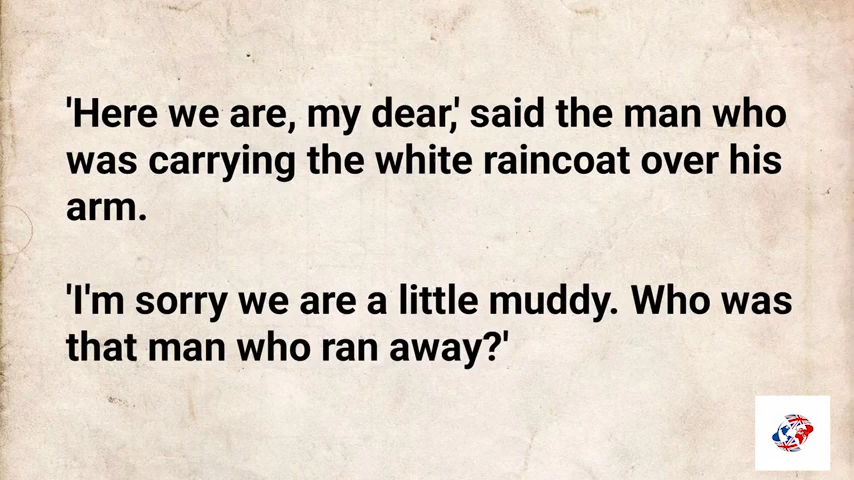 'Here we are, my dear,' said the man who
was carrying the white raincoat over his
arm.
'I'm sorry we are a little muddy. Who was
that man who ran away?'